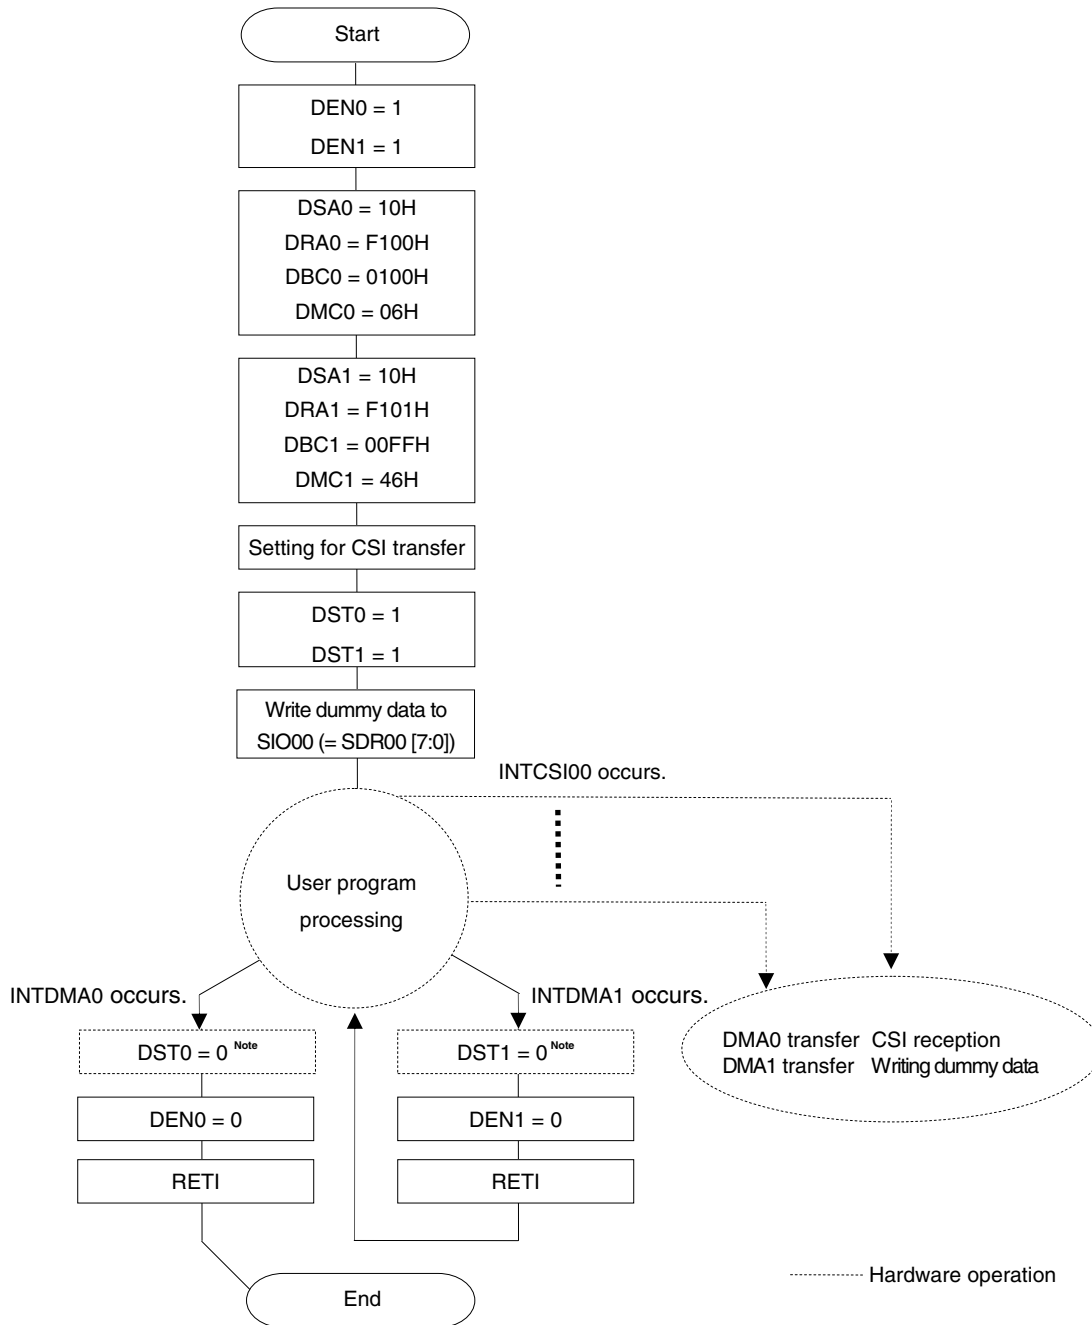 Start
DEN0 = 1
DEN1 = 1
DSA0 = 10H
DRA0 = F100H
DBC0 = 0100H
DMC0 = 06H
DSA1 = 10H
DRA1 = F101H
DBC1 = 00FFH
DMC1 = 46H
Setting for CSI transfer
DST0 = 1
DST1 = 1
Write dummy data to
SIO00 (= SDR00 [7:0])
INTCSI00 occurs.
User program
processing
INTDMA0 occurs.
INTDMA1 occurs.
DST0 = 0 Note
DST1 = 0 Note
DMA0 transfer CSI reception
DMA1 transfer Writing dummy data
DEN0 = 0
DEN1 = 0
RETI
RETI
Hardware operation
End